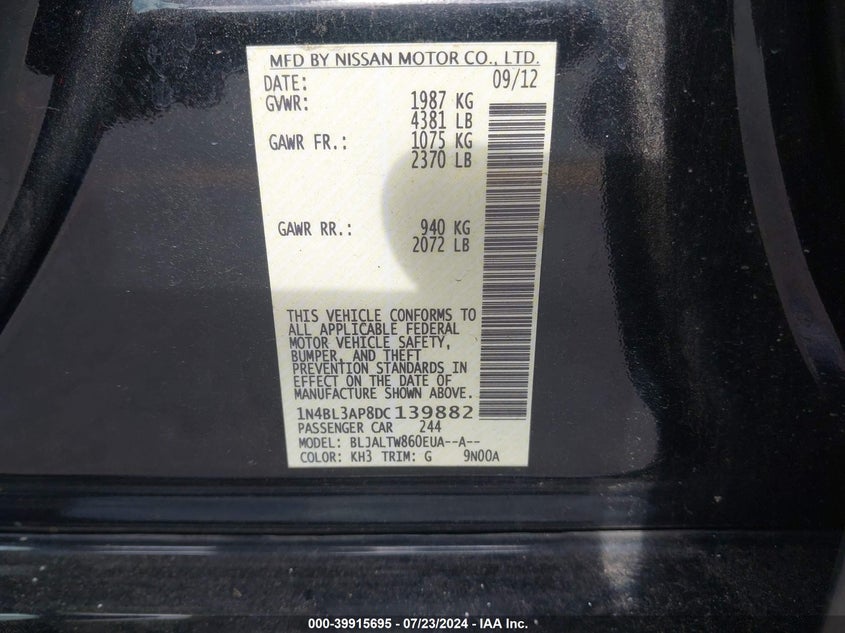 MFD BY NISSAN MOTOR CO., LTD.
DATE: 09/12
GVWR: 1987 KG
4381 LB
GAWR FR.: 1075 KG
2370 LB
GAWR RR.: 940 KG
2072 LB
THIS VEHICLE CONFORMS TO
ALL APPLICABLE FEDERAL
MOTOR VEHICLE SAFETY,
BUMPER, AND THEFT
PREVENTION STANDARDS IN
EFFECT ON THE DATE OF
MANUFACTURE SHOWN ABOVE.
1N4BL3AP8DC139882
PASSENGER CAR 244
MODEL: BLJALTW860EUA--A--
COLOR: KH3 TRIM: G 9N00A
000-39915695 - 07/23/2024 - IAA Inc.